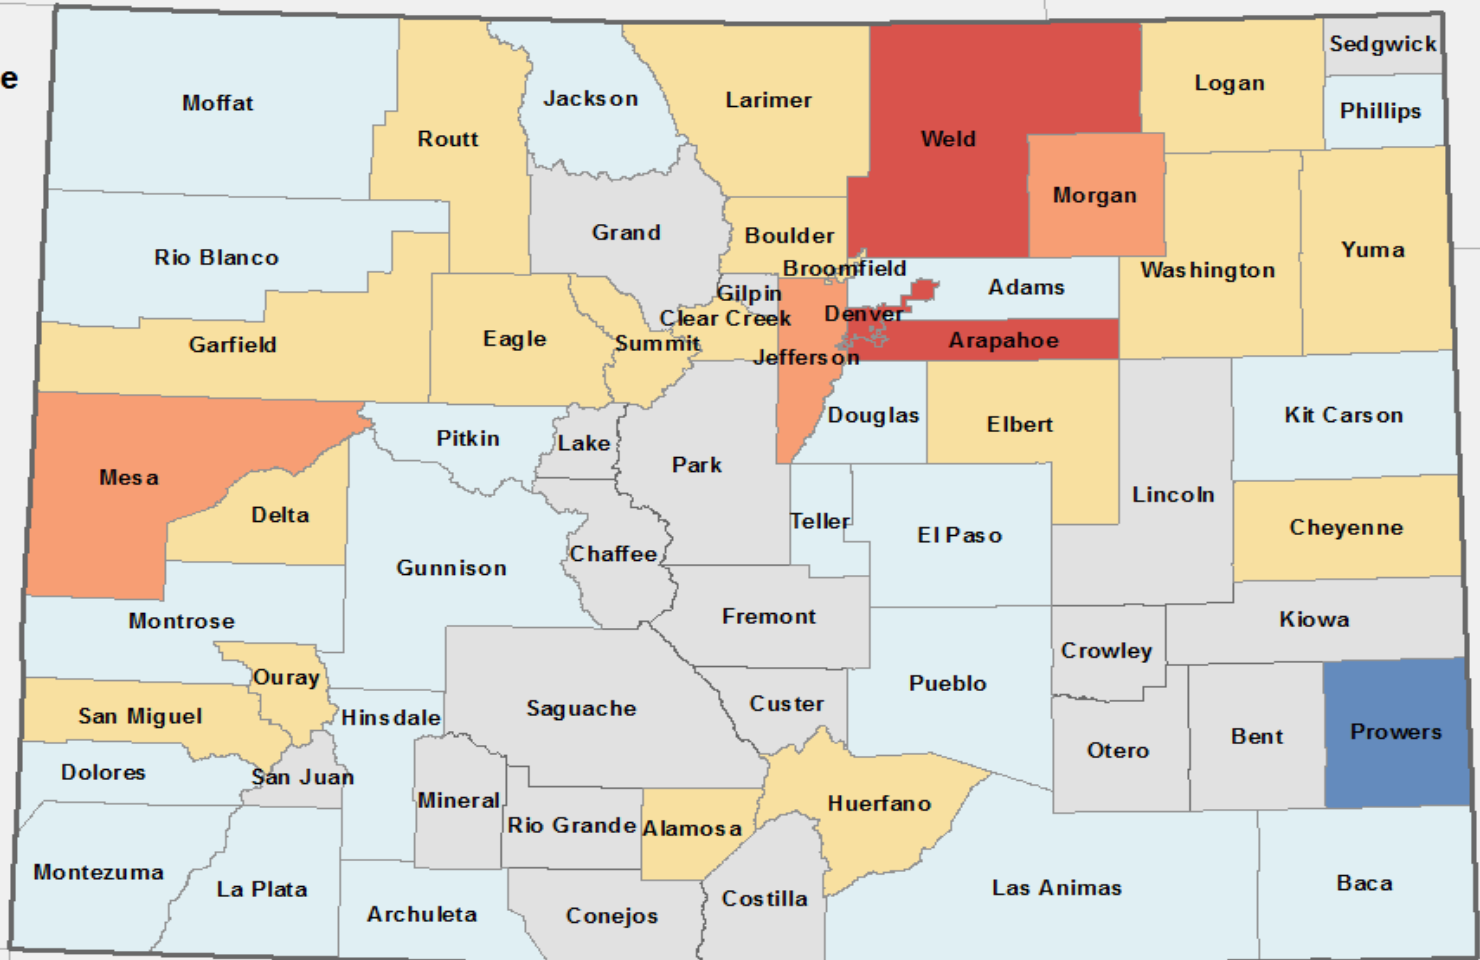 Sedgwick
e
Logan
Moffat
Jackson
Larimer
Phillips
Routt
Weld
Morgan
Grand
Boulder
Yuma
Rio Blanco
Broomfield
Washington
Gilpin
Adams
Clear Creek
Denver
Garfield
Eagle
Summit
Arapahoe
Jefferson
Douglas
Kit Carson
Elbert
Pitkin
Lake
Park
Mesa
Lincoln
Delta
Teller
Cheyenne
El Paso
Chaffee
Gunnison
Fremont
Kiowa
Montrose
Crowley
Ouray
Pueblo
Custer
Saguache
San Miguel
Hinsdale
Prowers
Bent
Otero
Dolores
San Juan
Mineral
Huerfano
Rio Grande
Alamosa
Montezuma
Baca
La Plata
Las Animas
Costilla
Archuleta
Conejos